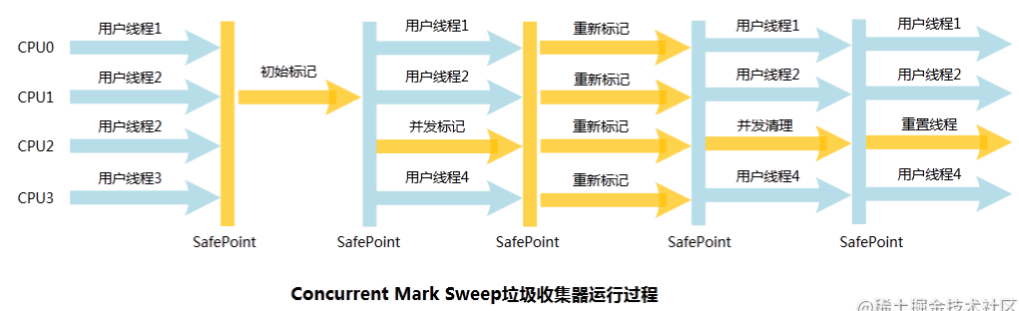 用户线程1 初始标记 用户线程1 重新标记 用户线程1 用户线程1
CPU0
用户线程2 用户线程2 重新标记 用户线程2 用户线程2
CPU1
用户线程2 并发标记 重新标记 并发清理 重置线程
CPU2
用户线程3 用户线程4 重新标记 用户线程4 用户线程4
CPU3
SafePoint SafePoint SafePoint SafePoint SafePoint
Concurrent Mark Sweep垃圾收集器运行过程
@稀土掘金技术社区